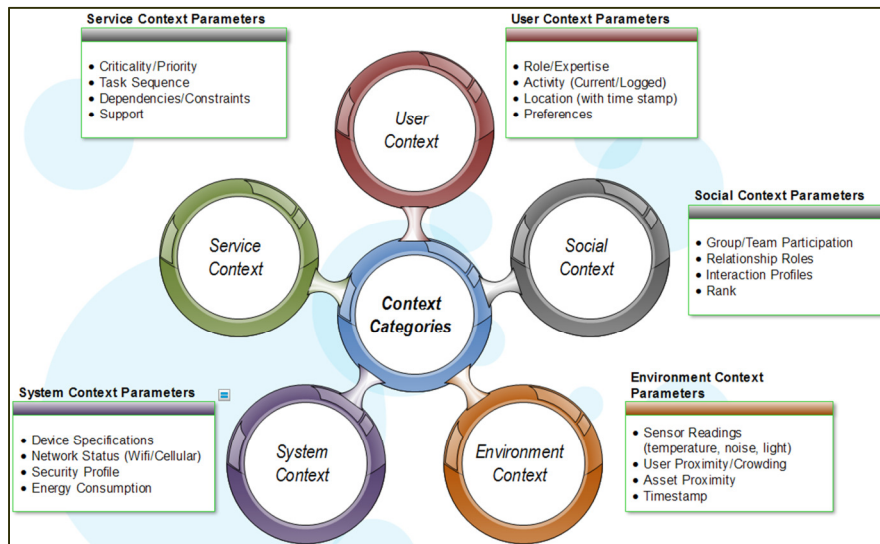 Service Context Parameters
• Criticality/Priority
• Task Sequence
• Dependencies/Constraints
• Support
User Context Parameters
• Role/Expertise
• Activity (Current/Logged)
• Location (with time stamp)
• Preferences
User
Context
Service
Context
Social
Context
Context
Categories
Social Context Parameters
• Group/Team Participation
• Relationship Roles
• Interaction Profiles
• Rank
System Context Parameters
• Device Specifications
• Network Status (Wifi/Cellular)
• Security Profile
• Energy Consumption
System
Context
Environment
Context
Environment Context
Parameters
• Sensor Readings
(temperature, noise, light)
• User Proximity/Crowding
• Asset Proximity
• Timestamp